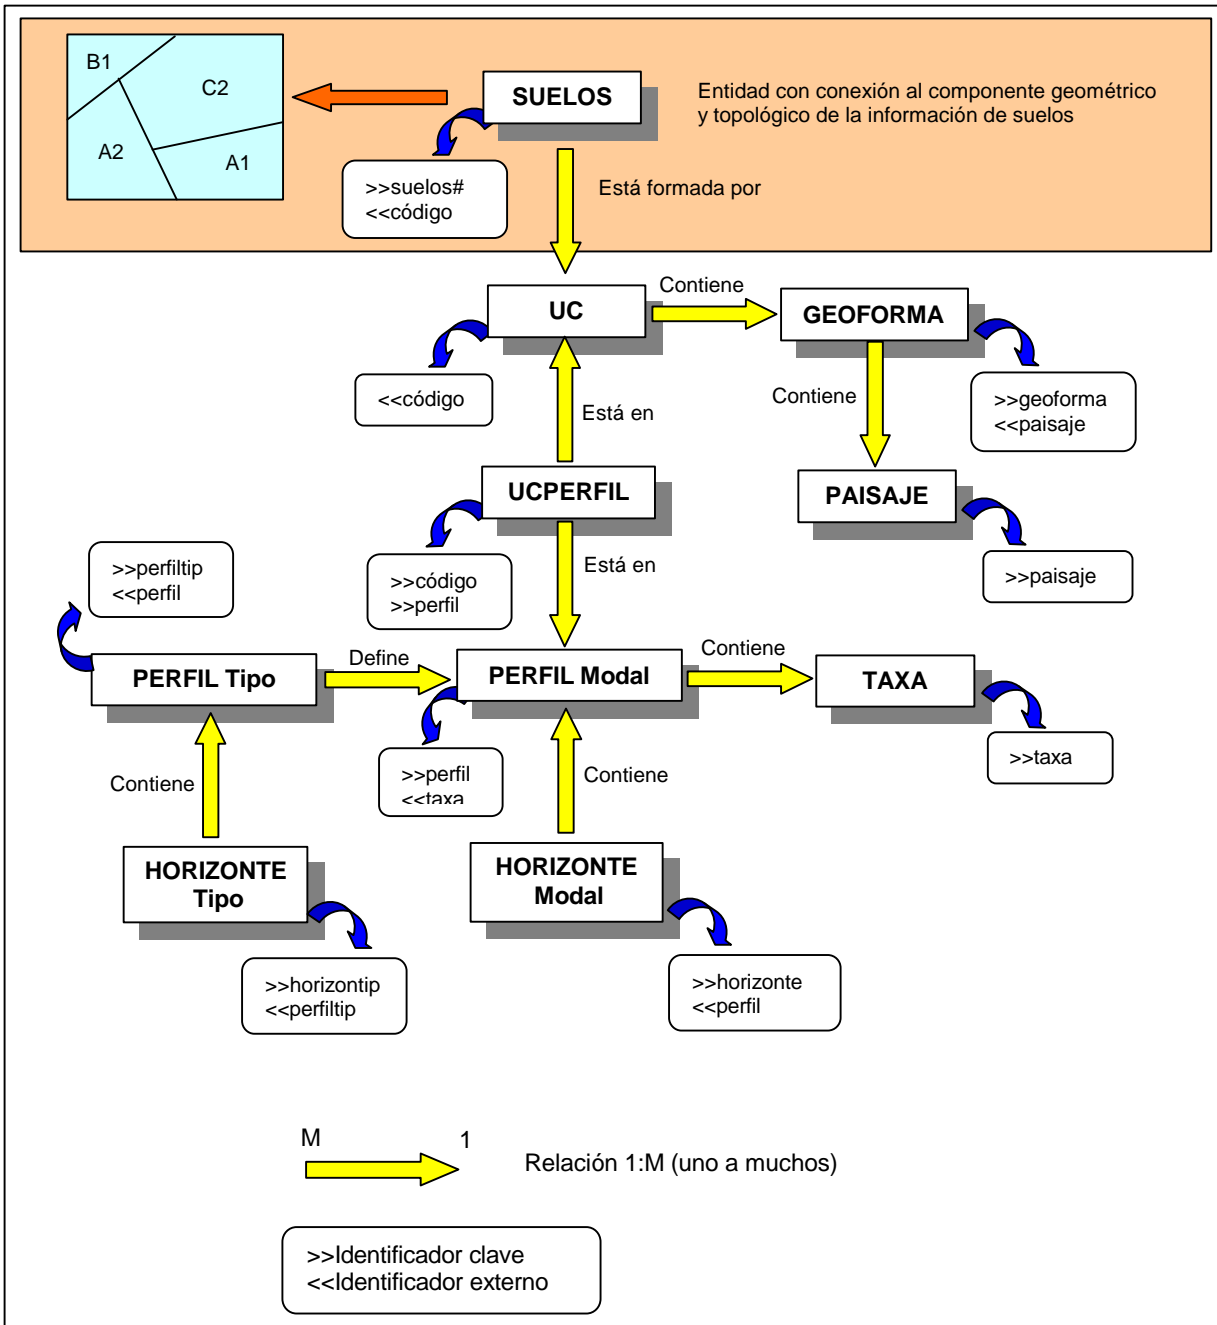 B1
C2
A2
A1
SUELOS
Entidad con conexión al componente geométrico
y topológico de la información de suelos
>>suelos#
<<código
Está formada por
UC
Contiene
GEOFORMA
<<código
Está en
Contiene
>>geoforma
<<paisaje
UCPERFIL
PAISAJE
>>perfiltip
<<perfil
>>código
>>perfil
Está en
>>paisaje
PERFIL Tipo
Define
PERFIL Modal
Contiene
TAXA
Contiene
>>perfil
<<taxa
Contiene
>>taxa
HORIZONTE
Tipo
HORIZONTE
Modal
>>horizontip
<<perfiltip
>>horizonte
<<perfil
M
1
Relación 1:M (uno a muchos)
>>Identificador clave
<<Identificador externo